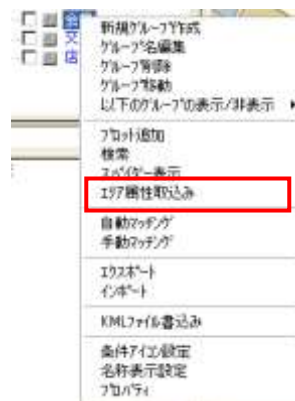 交
店
新規ｸﾞﾙｰﾌﾟ作成
ｸﾞﾙｰﾌﾟ名編集
ｸﾞﾙｰﾌﾟ削除
ｸﾞﾙｰﾌﾟ移動
以下のｸﾞﾙｰﾌﾟの表示/非表示
ﾌﾟﾛｯﾄ追加
検索
ｽﾊﾟｲﾀﾞｰ表示
ｴﾘｱ属性取込み
自動ﾏｯﾁﾝｸﾞ
手動ﾏｯﾁﾝｸﾞ
ｴｸｽﾎﾟｰﾄ
ｲﾝﾎﾟｰﾄ
KMLﾌｧｲﾙ書込み
条件ｱｲｺﾝ設定
名称表示設定
ﾌﾟﾛﾊﾟﾃｨ